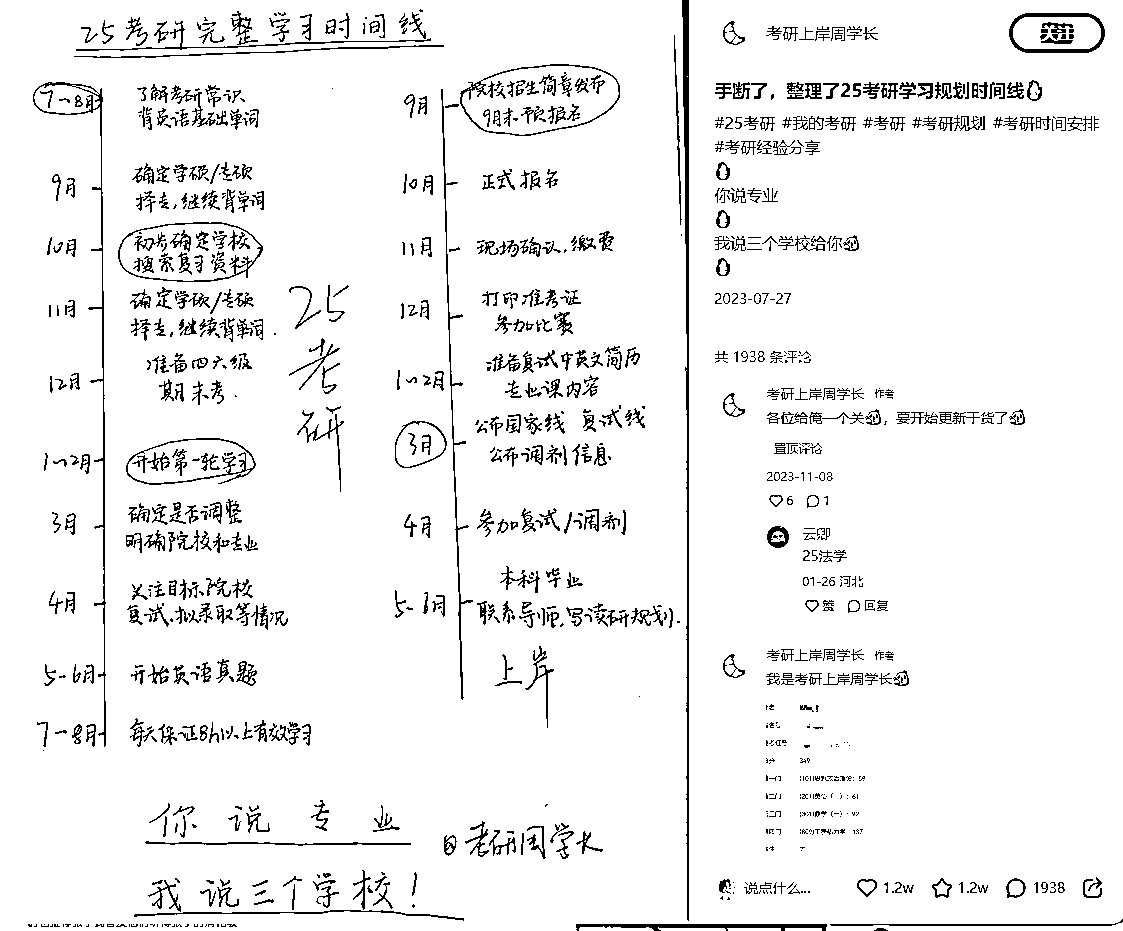 25考研完整学习时间线
7~8月
了解考研常识
背英语基础单词
9月
确定学硕/专硕
择专,继续背单词
10月
初步确定学校
搜索复习资料
11月
确定学硕/专硕
择专,继续背单词.
12月
准备四六级
期末考.
1~2月
开始第一轮学习
3月
确定是否调整
明确院校和专业
4月
关注目标院校
复试、拟录取等情况
5-6月
开始英语真题
7-8月
每天保证8h以上有效学习
25
考
研
9月
院校招生简章发布
9月末预报名
10月
正式报名
11月
现场确认、缴费
12月
打印准考证
参加比赛
1~2月
准备复试中英文简历
专业课内容
3月
公布国家线 复试线
公布调剂信息
4月
参加复试/调剂
5-6月
本科毕业
联系导师,写读研规划.
上岸
你说专业
@考研周学长
我说三个学校!
考研上岸周学长
关注
手断了,整理了25考研学习规划时间线
#25考研 #我的考研 #考研 #考研规划 #考研时间安排
#考研经验分享
你说专业
我说三个学校给你
2023-07-27
共 1938 条评论
考研上岸周学长 作者
各位给俺一个关,要开始更新干货了
置顶评论
2023-11-08
6 1
云卿
25法学
01-26 河北
赞 回复
考研上岸周学长 作者
我是考研上岸周学长
349
说点什么...
1.2w 1.2w 1938